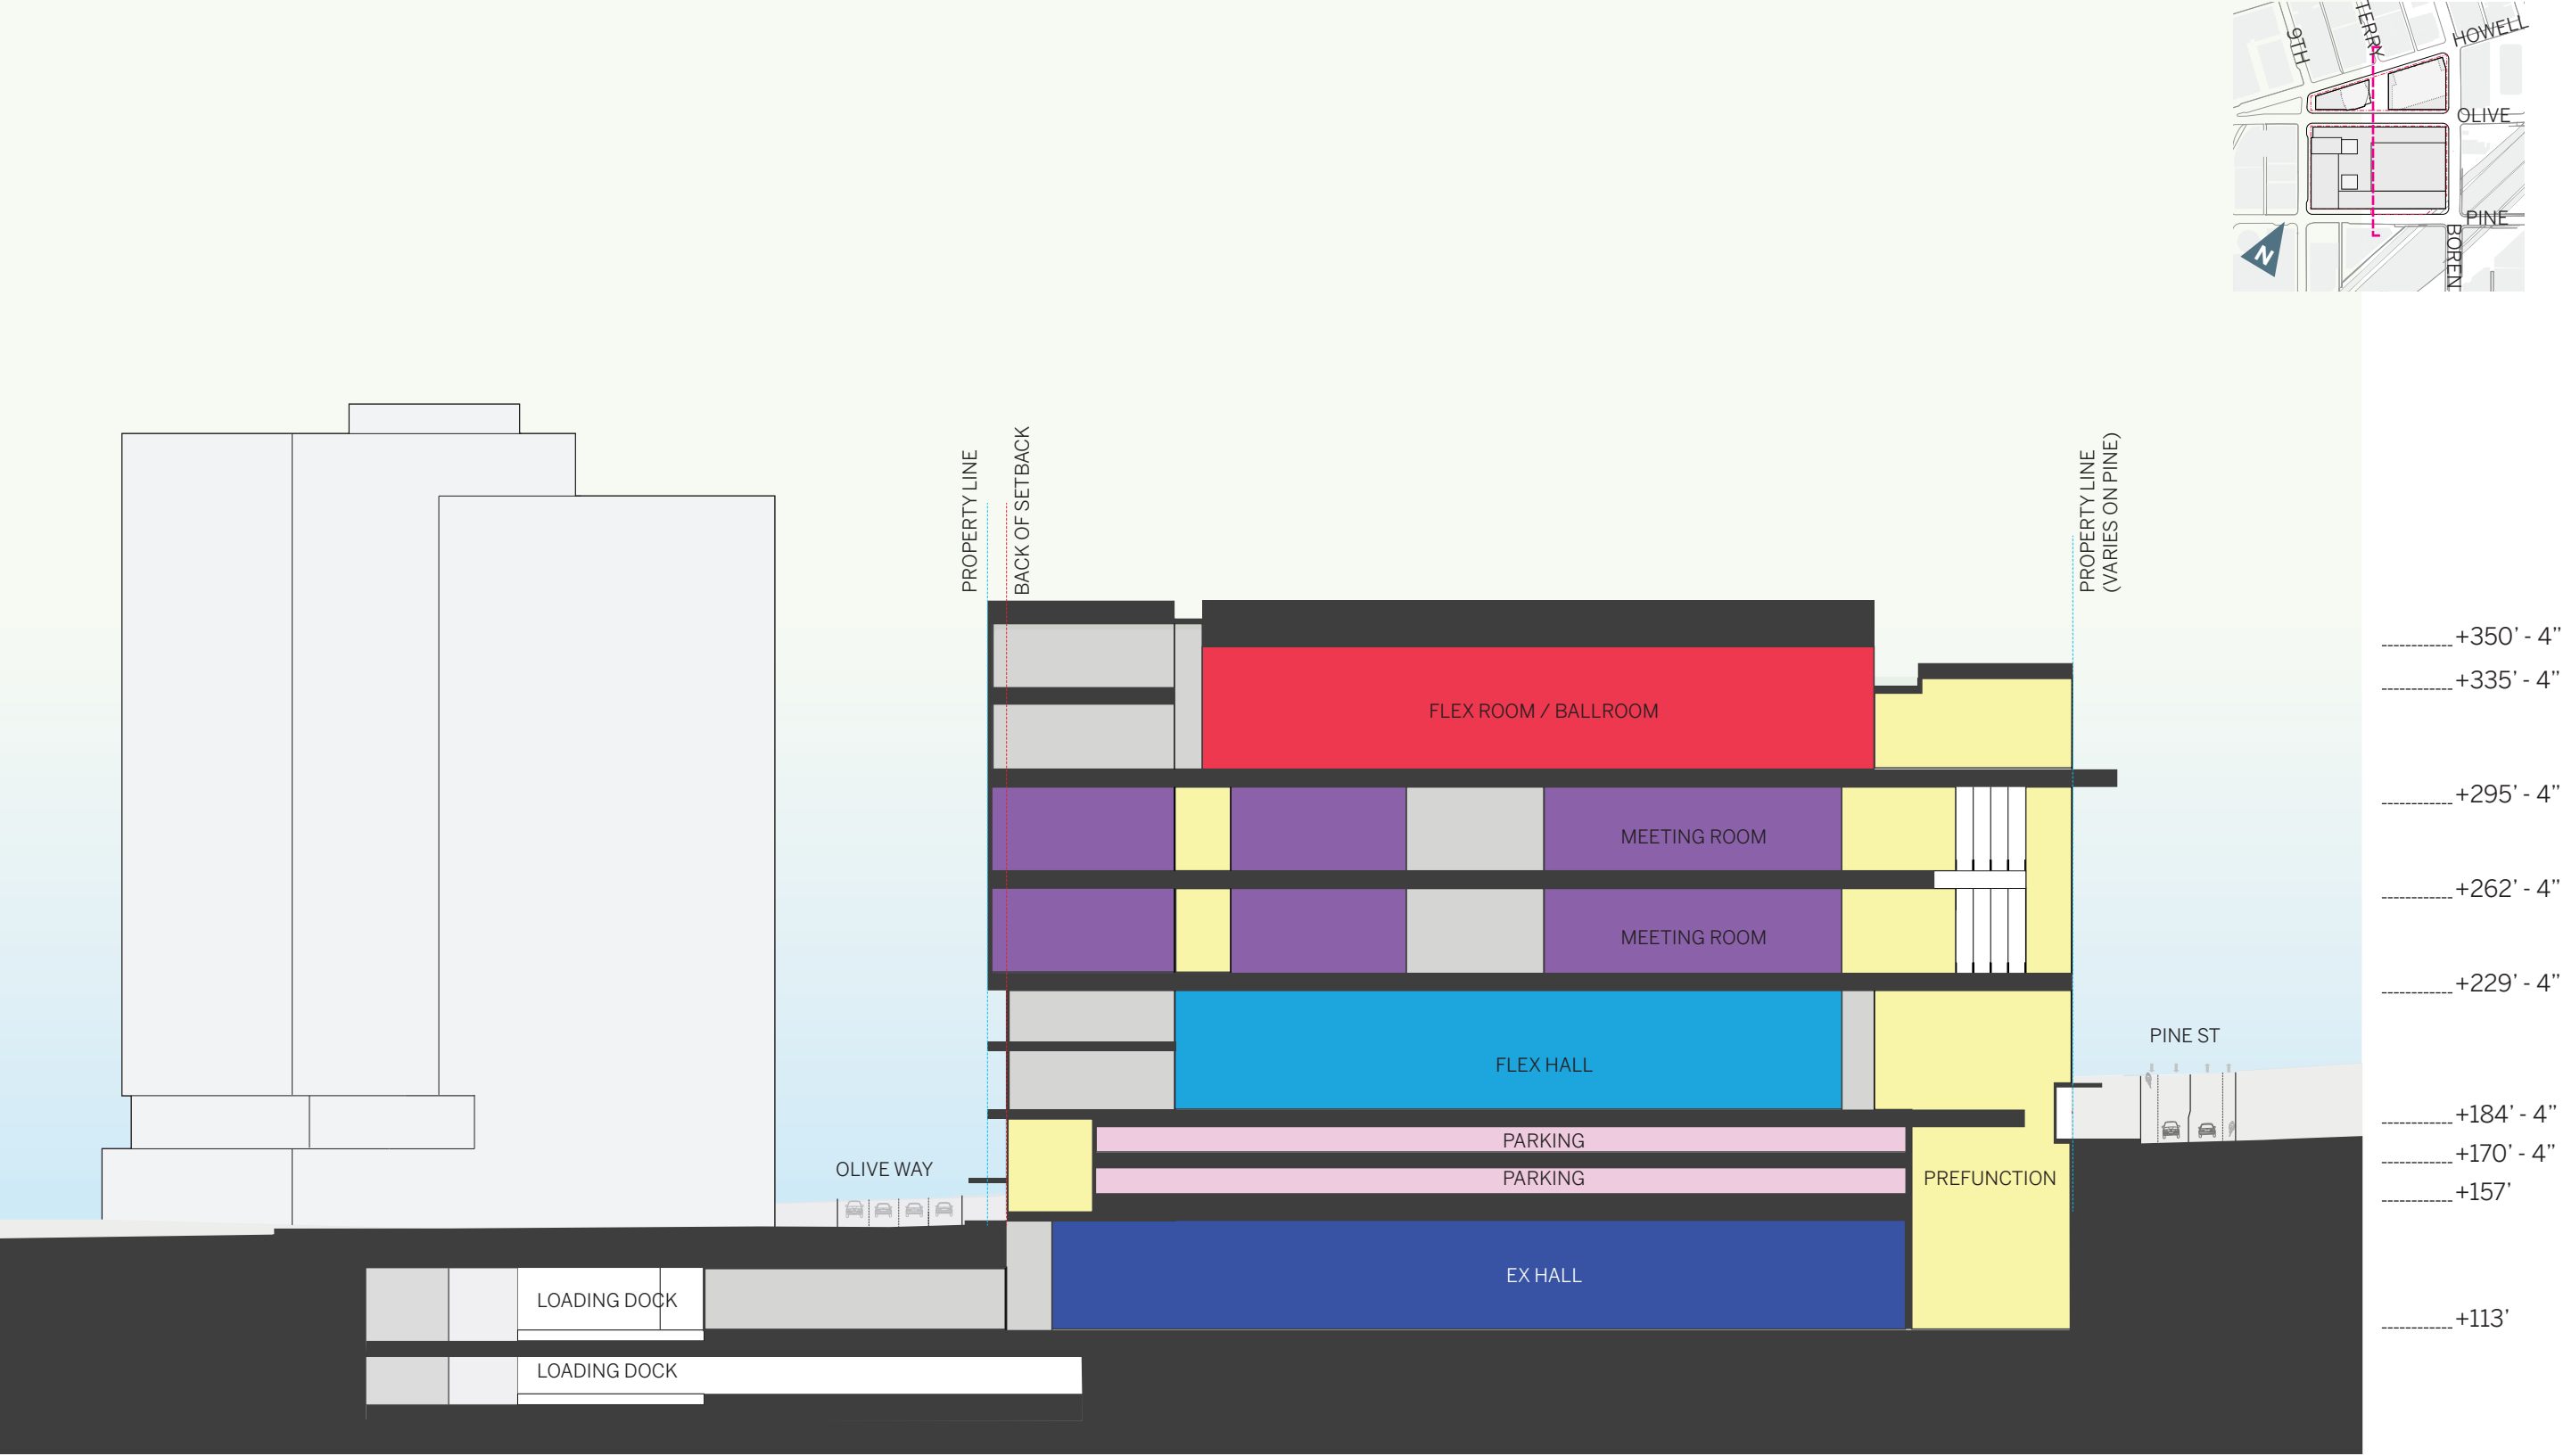 9TH
TERRY
HOWELL
OLIVE
PINE
BOREN
N
PROPERTY LINE
BACK OF SETBACK
PROPERTY LINE
(VARIES ON PINE)
+350’ - 4”
+335’ - 4”
FLEX ROOM / BALLROOM
+295’ - 4”
MEETING ROOM
+262’ - 4”
MEETING ROOM
+229’ - 4”
PINE ST
FLEX HALL
+184’ - 4”
PARKING
+170’ - 4”
OLIVE WAY
PARKING
PREFUNCTION
+157’
EX HALL
LOADING DOCK
+113’
LOADING DOCK